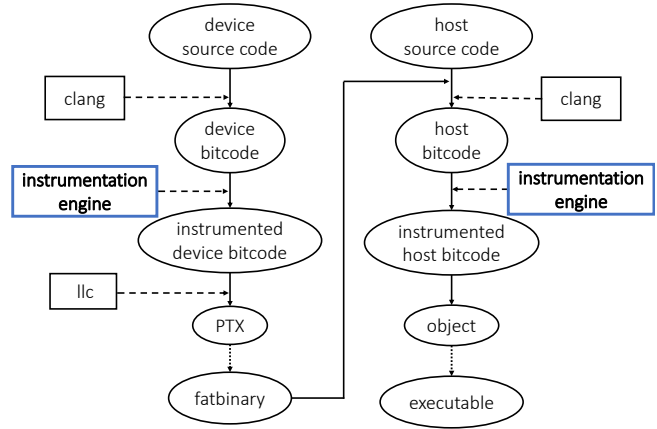 device
source code
clang
device
bitcode
instrumentation
engine
instrumented
device bitcode
llc
PTX
fatbinary
host
source code
clang
host
bitcode
instrumentation
engine
instrumented
host bitcode
object
executable